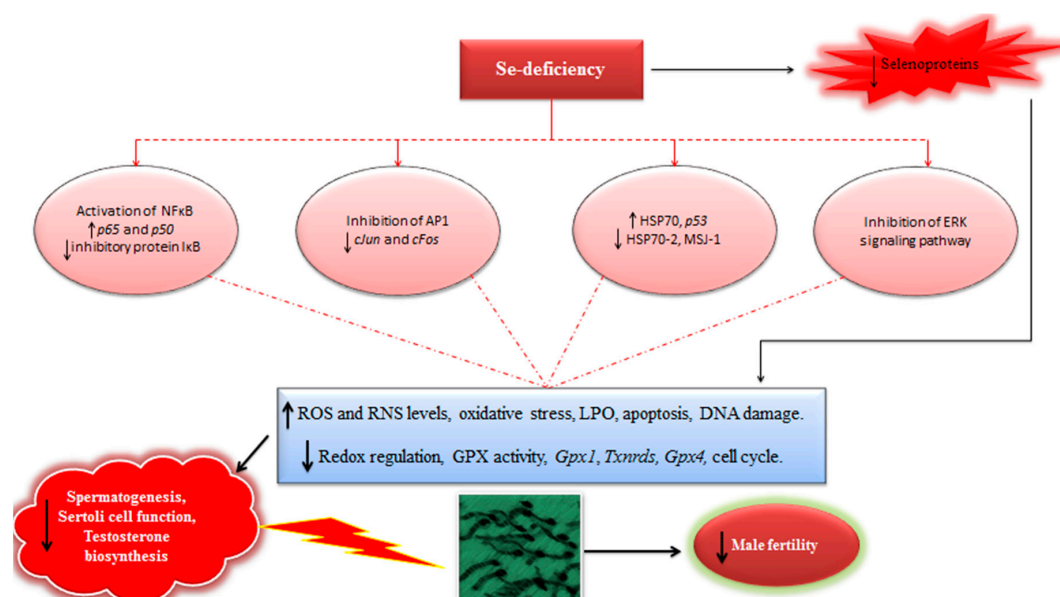 Se-deficiency
↓ Selenoproteins
Activation of NFκB
↑ p65 and p50
↓ inhibitory protein IκB
Inhibition of AP1
↓ cJun and cFos
↑ HSP70, p53
↓ HSP70-2, MSJ-1
Inhibition of ERK
signaling pathway
↑ ROS and RNS levels, oxidative stress, LPO, apoptosis, DNA damage.
↓ Redox regulation, GPX activity, Gpx1, Txnrds, Gpx4, cell cycle.
↓ Spermatogenesis,
Sertoli cell function,
Testosterone
biosynthesis
↓ Male fertility